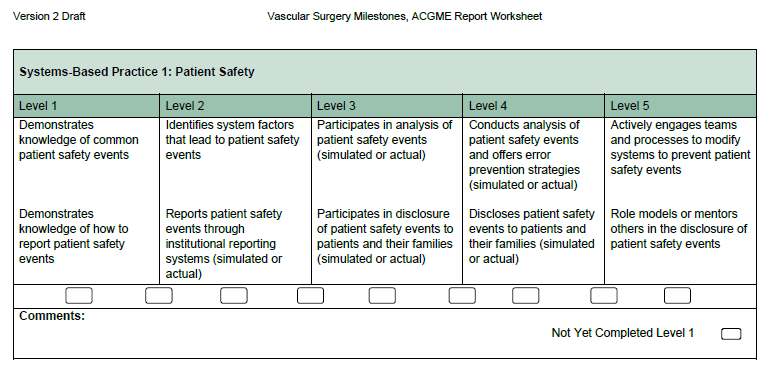 Version 2 Draft
Vascular Surgery Milestones, ACGME Report Worksheet
Systems-Based Practice 1: Patient Safety
Level 1
Level 2
Level 3
Level 4
Level 5
Demonstrates
knowledge of common
patient safety events
Identifies system factors
that lead to patient safety
events
Participates in analysis of
patient safety events
(simulated or actual)
Conducts analysis of
patient safety events
and offers error
prevention strategies
(simulated or actual)
Actively engages teams
and processes to modify
systems to prevent patient
safety events
Demonstrates
knowledge of how to
report patient safety
events
Reports patient safety
events through
institutional reporting
systems (simulated or
actual)
Participates in disclosure
of patient safety events to
patients and their families
(simulated or actual)
Discloses patient safety
events to patients and
their families (simulated
or actual)
Role models or mentors
others in the disclosure of
patient safety events
Comments:
Not Yet Completed Level 1